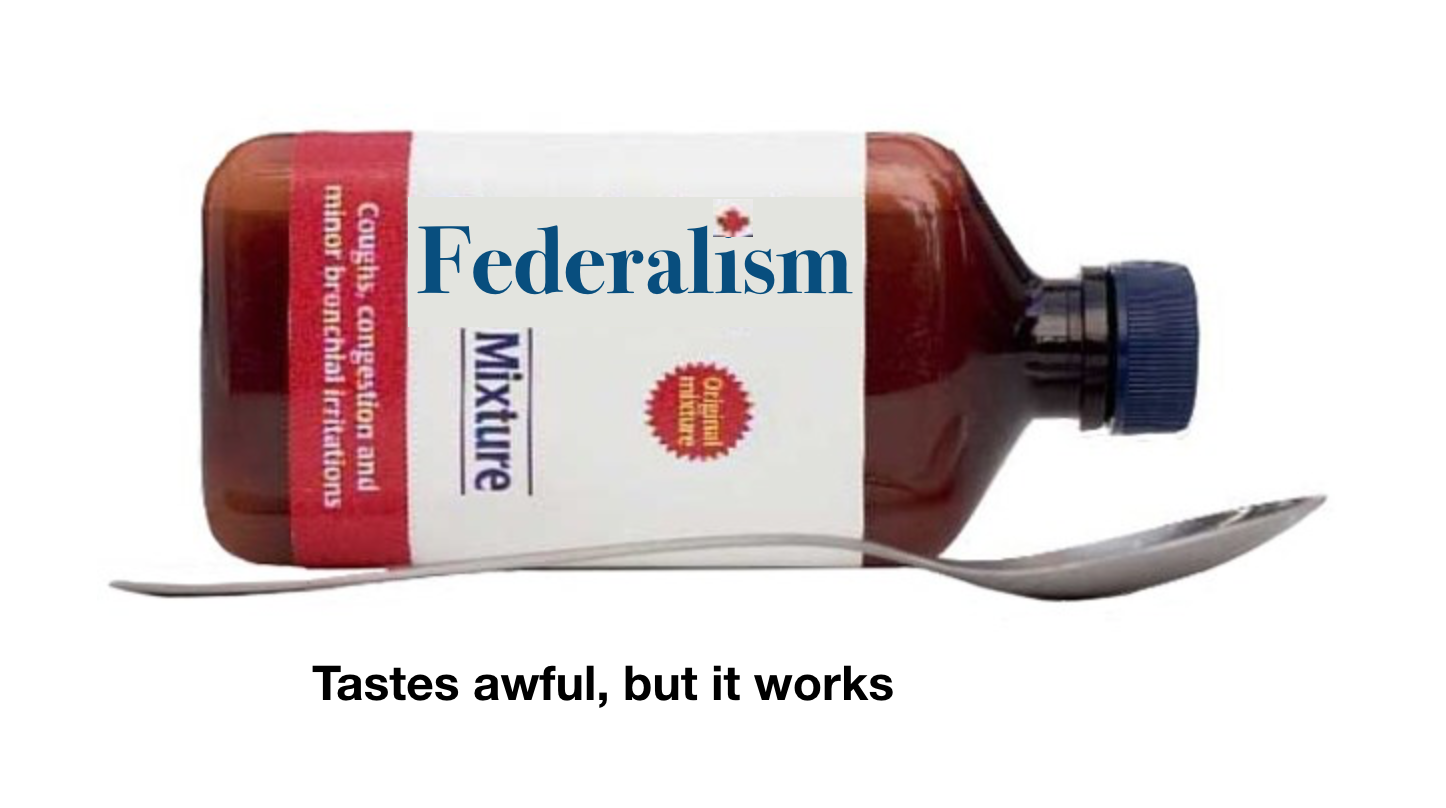 Federalism
Mixture
Original
mixture
Coughs, congestion and
minor bronchial irritations
Tastes awful, but it works